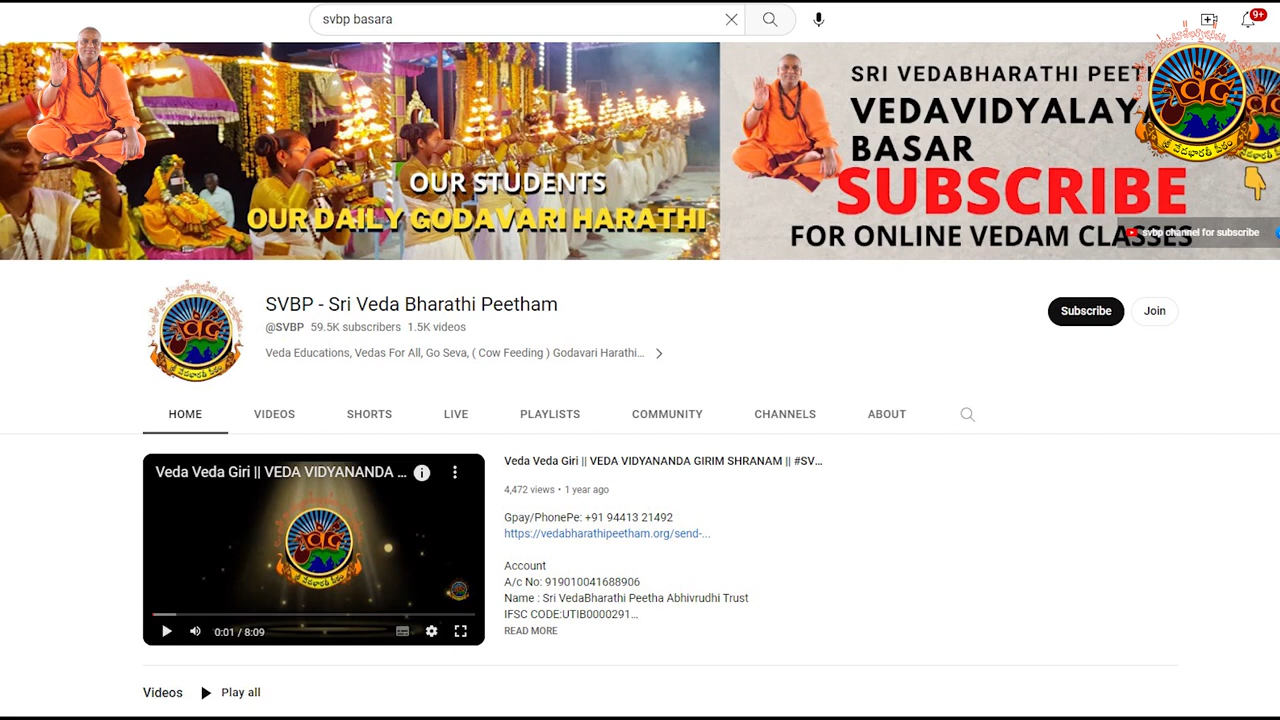 svbp basara
9+
SRI VEDABHARATHI PEET
VEDAVIDYALAY
BASAR
SUBSCRIBE
FOR ONLINE VEDAM CLASSES
OUR STUDENTS
OUR DAILY GODAVARI HARATHI
శ్రీ వేదభారతీ పీఠం
svbp channel for subscribe
SVBP - Sri Veda Bharathi Peetham
@SVBP 59.5K subscribers 1.5K videos
Veda Educations, Vedas For All, Go Seva, ( Cow Feeding ) Godavari Harathi...
Subscribe
Join
HOME VIDEOS SHORTS LIVE PLAYLISTS COMMUNITY CHANNELS ABOUT
Veda Veda Giri || VEDA VIDYANANDA ...
శ్రీ వేదభారతీ పీఠం
0:01 / 8:09
Veda Veda Giri || VEDA VIDYANANDA GIRIM SHRANAM || #SV...
4,472 views • 1 year ago
Gpay/PhonePe: +91 94413 21492
https://vedabharathipeetham.org/send-...
Account
A/c No: 919010041688906
Name : Sri VedaBharathi Peetha Abhivrudhi Trust
IFSC CODE:UTIB0000291...
READ MORE
Videos
Play all